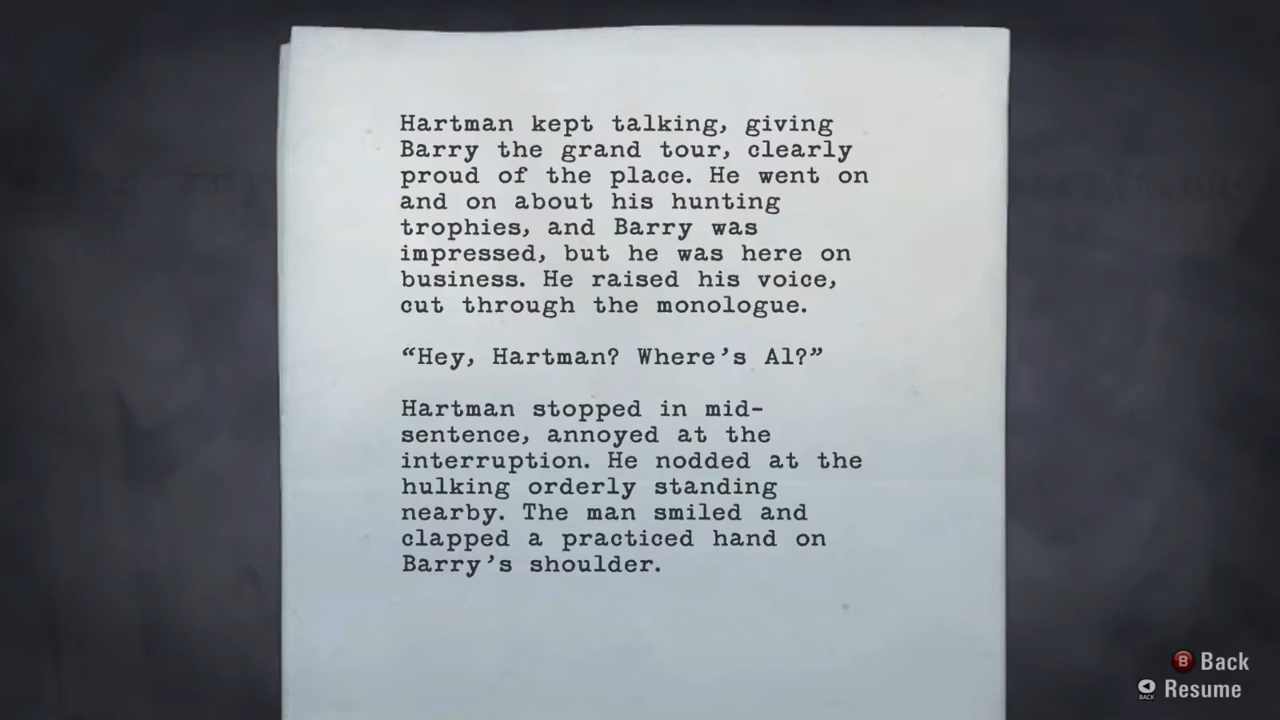 Hartman kept talking, giving
Barry the grand tour, clearly
proud of the place. He went on
and on about his hunting
trophies, and Barry was
impressed, but he was here on
business. He raised his voice,
cut through the monologue.
“Hey, Hartman? Where’s Al?”
Hartman stopped in mid-
sentence, annoyed at the
interruption. He nodded at the
hulking orderly standing
nearby. The man smiled and
clapped a practiced hand on
Barry’s shoulder.
B Back
BACK Resume